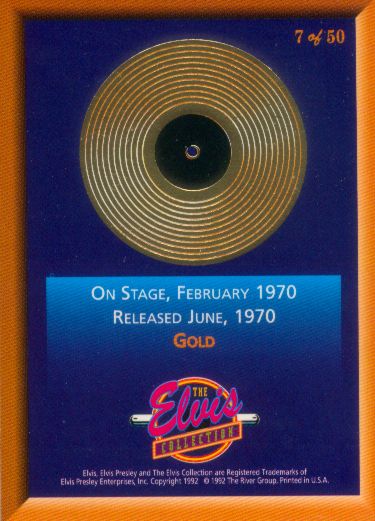 7 of 50
ON STAGE, FEBRUARY 1970
RELEASED JUNE, 1970
GOLD
THE
Elvis
COLLECTION
Elvis, Elvis Presley and The Elvis Collection are Registered Trademarks of
Elvis Presley Enterprises, Inc. Copyright 1992 © 1992 The River Group. Printed in U.S.A.